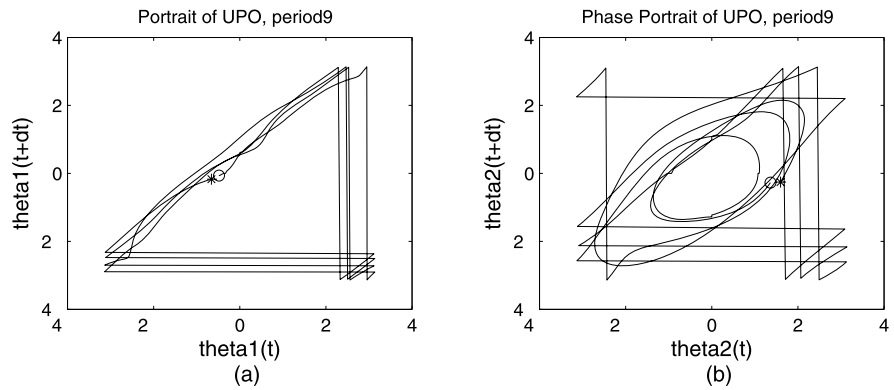 Portrait of UPO, period9
4
2
0
2
4
4 2 0 2 4
theta1(t+dt)
theta1(t)
(a)
Phase Portrait of UPO, period9
4
2
0
2
4
4 2 0 2 4
theta2(t+dt)
theta2(t)
(b)